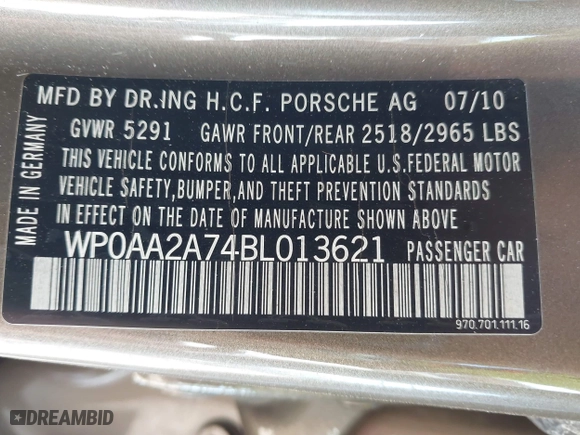 MFD BY DR.ING H.C.F. PORSCHE AG 07/10
GVWR 5291 GAWR FRONT/REAR 2518/2965 LBS
THIS VEHICLE CONFORMS TO ALL APPLICABLE U.S.FEDERAL MOTOR
VEHICLE SAFETY,BUMPER,AND THEFT PREVENTION STANDARDS
IN EFFECT ON THE DATE OF MANUFACTURE SHOWN ABOVE.
WP0AA2A74BL013621 PASSENGER CAR
970.701.111.16
MADE IN GERMANY
DREAMBID